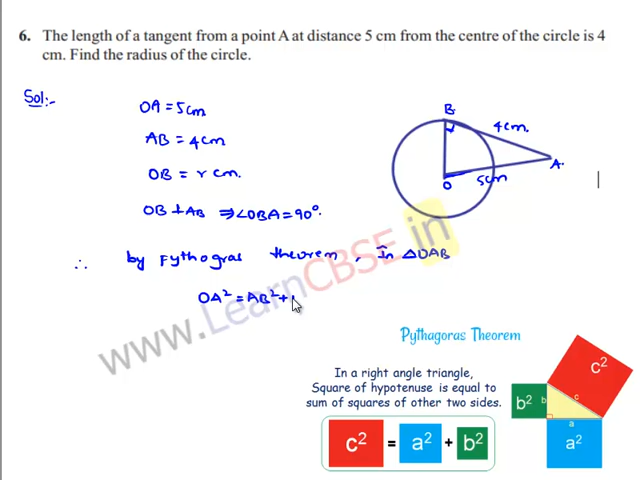 6. The length of a tangent from a point A at distance 5 cm from the centre of the circle is 4
cm. Find the radius of the circle.
Sol:-
OA = 5cm
AB = 4cm
OB = r cm.
OB ⊥ AB ⇒ ∠OBA = 90°.
∴ by Pythogras theorem, In △OAB
OA² = AB² +
B
4cm.
A.
O
5cm
www.LearnCBSE.in
Pythagoras Theorem
In a right angle triangle,
Square of hypotenuse is equal to
sum of squares of other two sides.
c² = a² + b²
c²
b²
b
c
a
a²